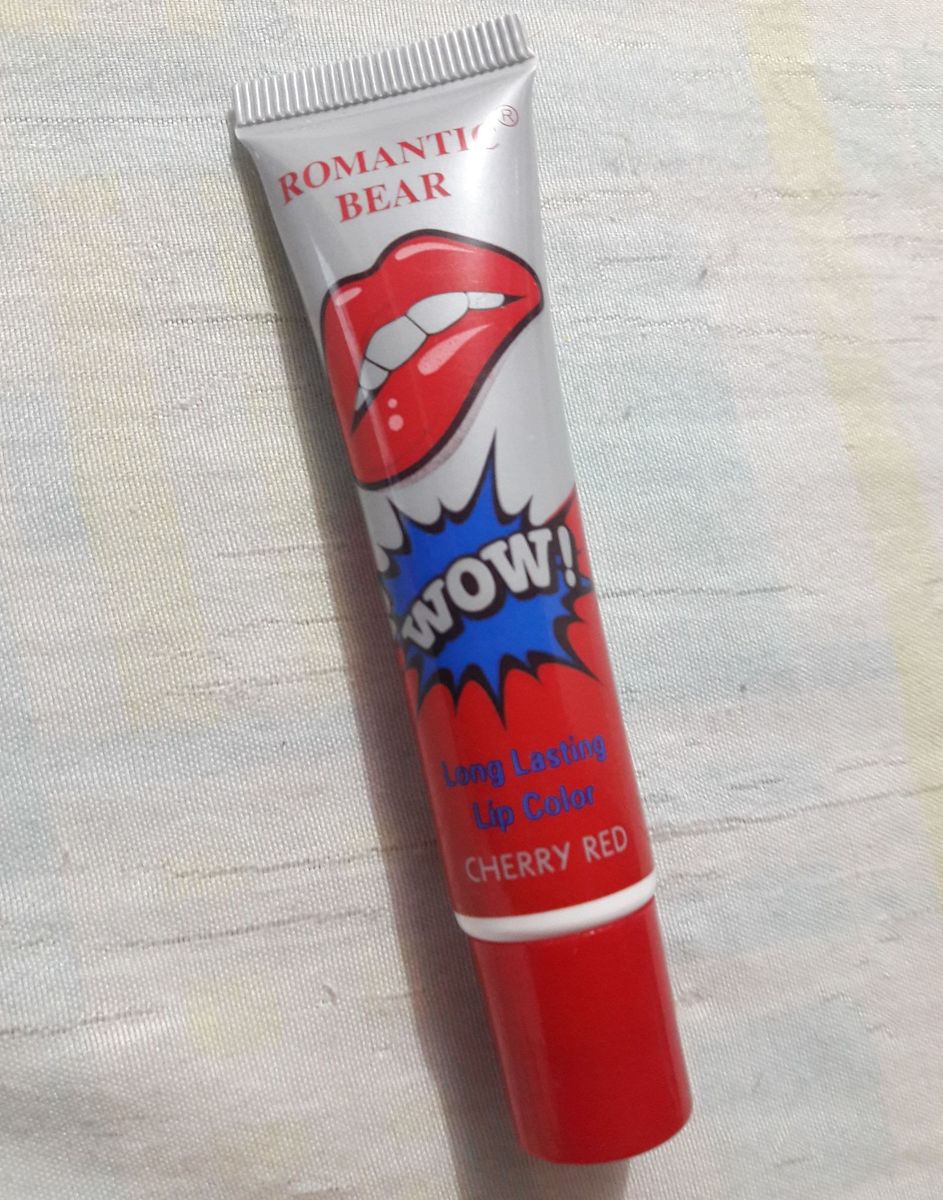 ROMANTIC®
BEAR
WOW!
Long Lasting
Lip Color
CHERRY RED